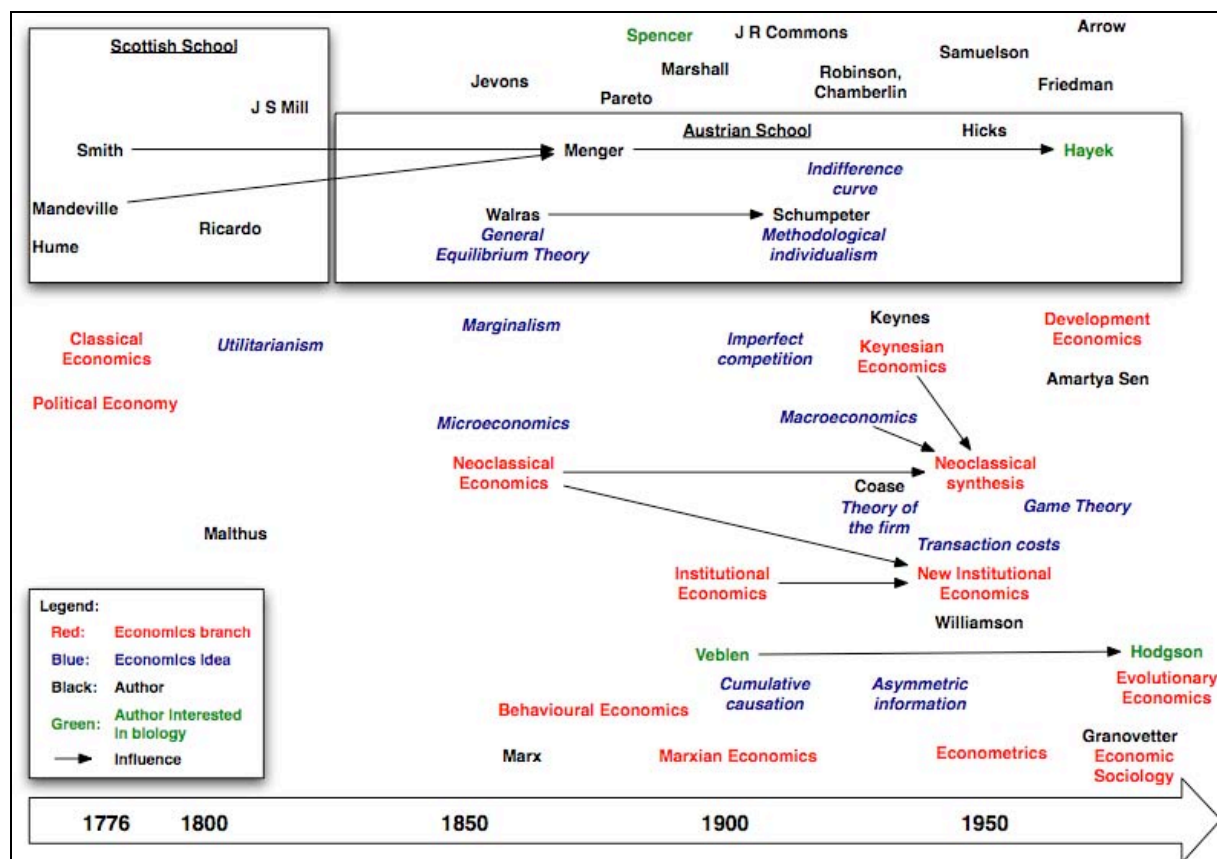 Scottish School
J S Mill
Smith
Mandeville
Ricardo
Hume
Spencer
J R Commons
Arrow
Samuelson
Marshall
Jevons
Robinson,
Chamberlin
Friedman
Pareto
Austrian School
Hicks
Menger
Hayek
Indifference
curve
Walras
General
Equilibrium Theory
Schumpeter
Methodological
individualism
Classical
Economics
Utilitarianism
Marginalism
Imperfect
competition
Keynes
Keynesian
Economics
Development
Economics
Amartya Sen
Political Economy
Microeconomics
Macroeconomics
Neoclassical
Economics
Neoclassical
synthesis
Coase
Theory of
the firm
Game Theory
Malthus
Transaction costs
Institutional
Economics
New Institutional
Economics
Williamson
Veblen
Hodgson
Evolutionary
Economics
Cumulative
causation
Asymmetric
information
Behavioural Economics
Marx
Marxian Economics
Econometrics
Granovetter
Economic
Sociology
Legend:
Red: Economics branch
Blue: Economics idea
Black: Author
Green: Author interested
in biology
Influence
1776 1800 1850 1900 1950